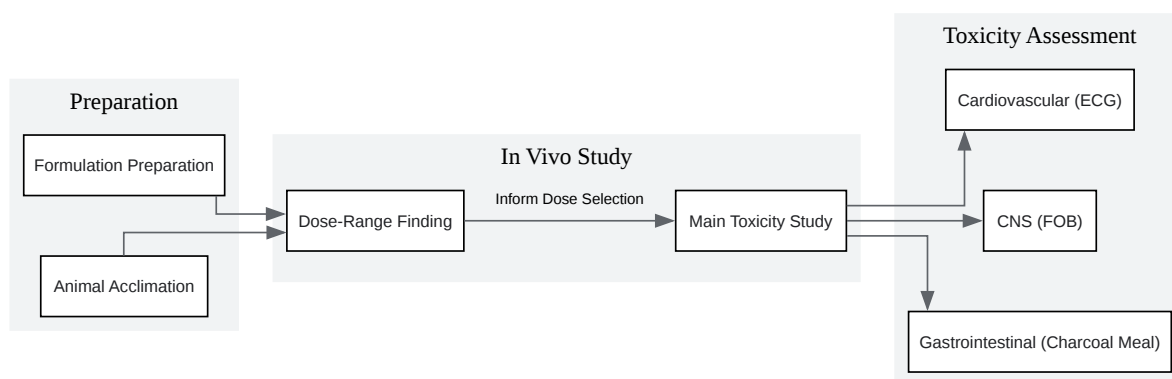 Preparation
Formulation Preparation
Animal Acclimation
In Vivo Study
Dose-Range Finding
Inform Dose Selection
Main Toxicity Study
Toxicity Assessment
Cardiovascular (ECG)
CNS (FOB)
Gastrointestinal (Charcoal Meal)